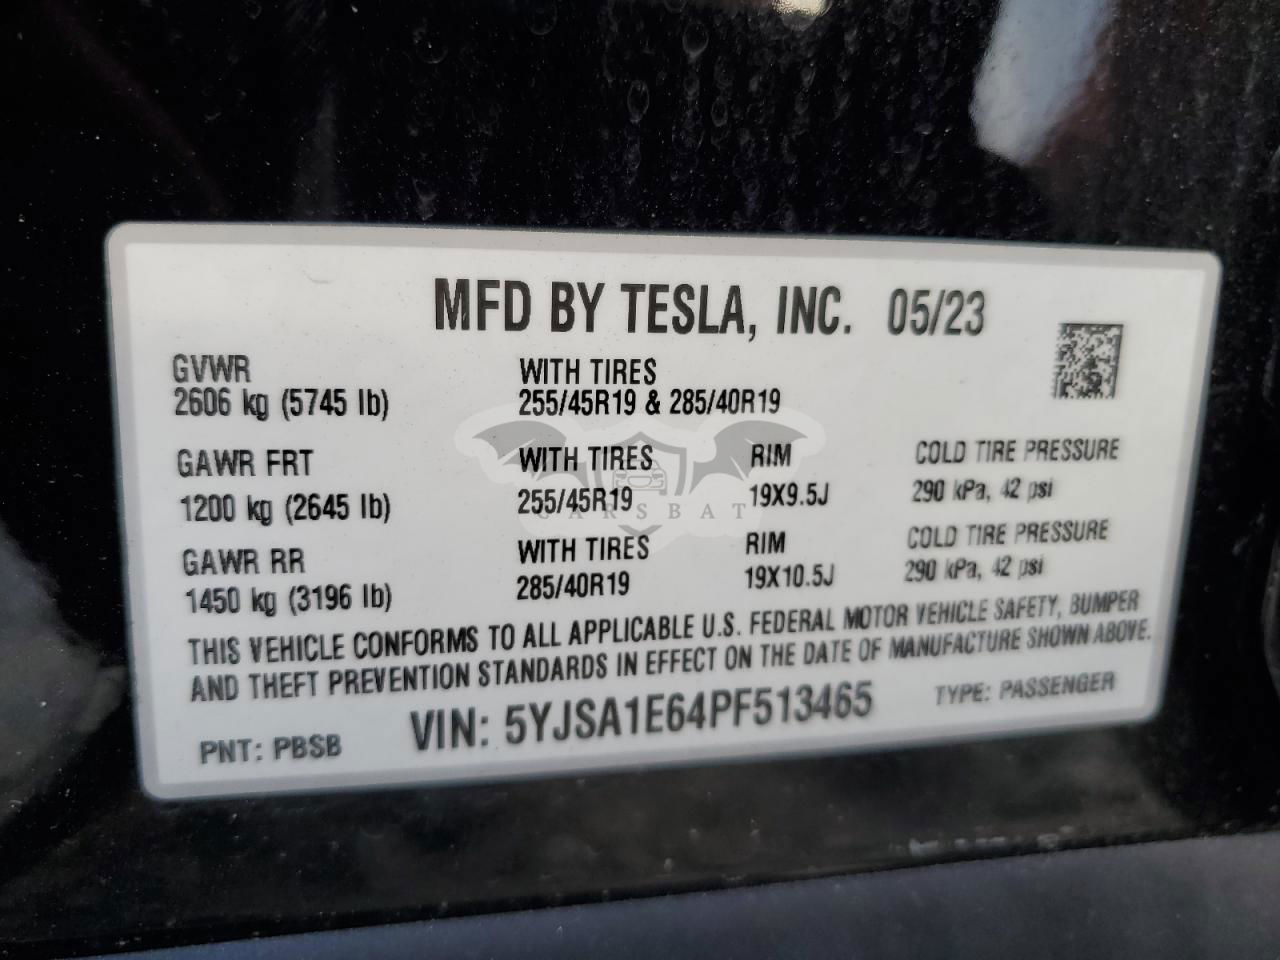 MFD BY TESLA, INC. 05/23
GVWR WITH TIRES
2606 kg (5745 lb) 255/45R19 & 285/40R19
GAWR FRT WITH TIRES RIM COLD TIRE PRESSURE
1200 kg (2645 lb) 255/45R19 19X9.5J 290 kPa, 42 psi
CARSBAT
GAWR RR WITH TIRES RIM COLD TIRE PRESSURE
1450 kg (3196 lb) 285/40R19 19X10.5J 290 kPa, 42 psi
THIS VEHICLE CONFORMS TO ALL APPLICABLE U.S. FEDERAL MOTOR VEHICLE SAFETY, BUMPER
AND THEFT PREVENTION STANDARDS IN EFFECT ON THE DATE OF MANUFACTURE SHOWN ABOVE.
PNT: PBSB VIN: 5YJSA1E64PF513465 TYPE: PASSENGER